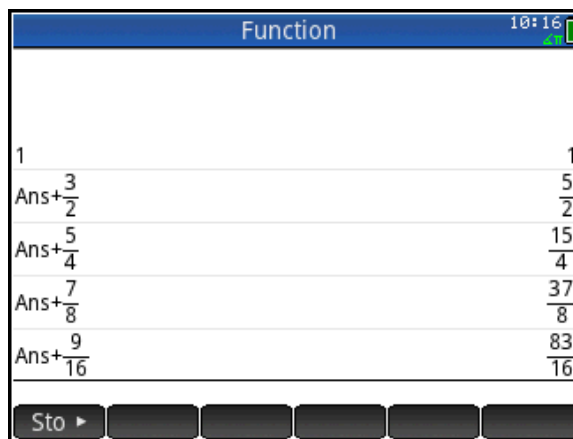 Function
10:16
∡π
1 1
Ans+3/2 5/2
Ans+5/4 15/4
Ans+7/8 37/8
Ans+9/16 83/16
Sto ►